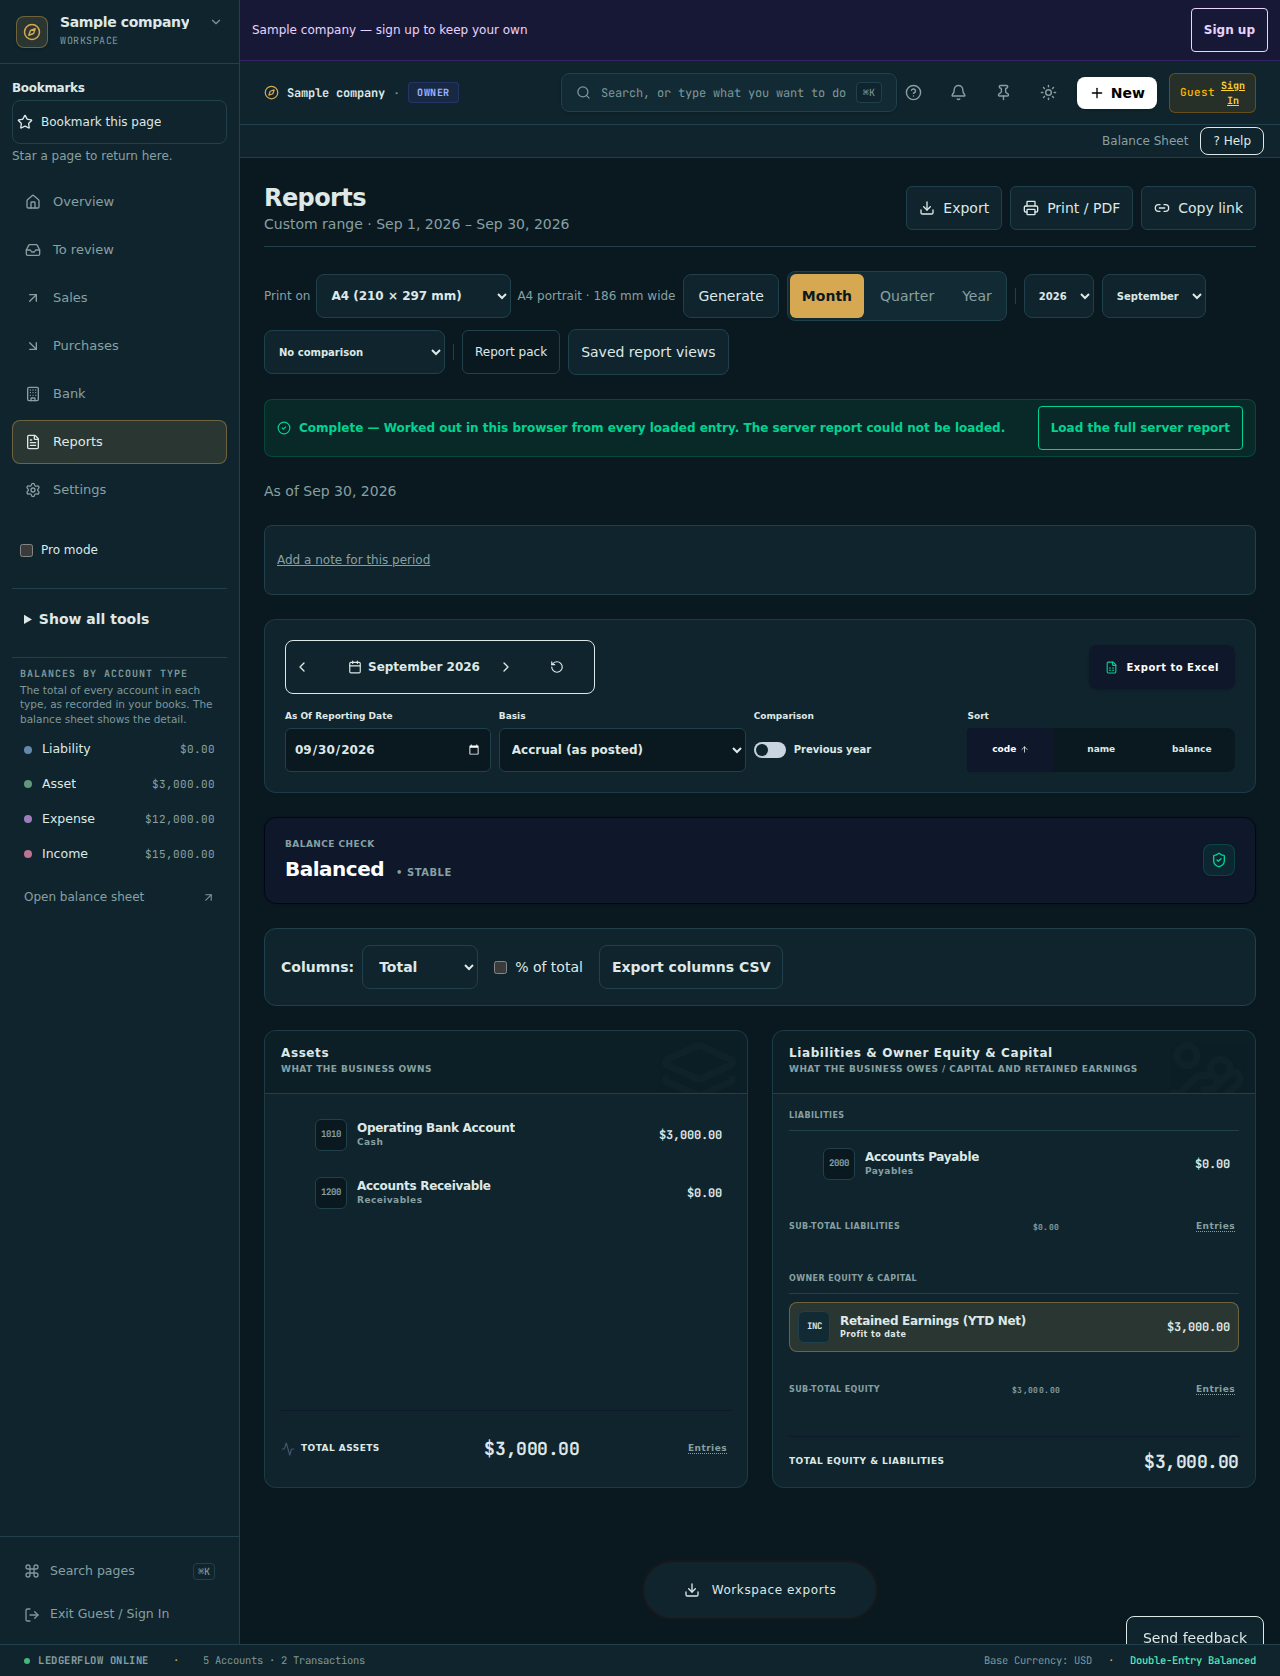 Sample company
WORKSPACE
Sample company — sign up to keep your own
Sign up
Sample company · OWNER
Search, or type what you want to do ⌘K
New
Guest Sign In
Balance Sheet
? Help
Bookmarks
Bookmark this page
Star a page to return here.
Overview
To review
Sales
Purchases
Bank
Reports
Settings
Pro mode
Show all tools
BALANCES BY ACCOUNT TYPE
The total of every account in each
type, as recorded in your books. The
balance sheet shows the detail.
Liability $0.00
Asset $3,000.00
Expense $12,000.00
Income $15,000.00
Open balance sheet
Search pages ⌘K
Exit Guest / Sign In
Reports
Custom range · Sep 1, 2026 – Sep 30, 2026
Export
Print / PDF
Copy link
Print on A4 (210 × 297 mm) A4 portrait · 186 mm wide Generate Month Quarter Year 2026 September
No comparison Report pack Saved report views
Complete — Worked out in this browser from every loaded entry. The server report could not be loaded. Load the full server report
As of Sep 30, 2026
Add a note for this period
September 2026
Export to Excel
As Of Reporting Date Basis Comparison Sort
09/30/2026 Accrual (as posted) Previous year code ↑ name balance
BALANCE CHECK
Balanced • STABLE
Columns: Total % of total Export columns CSV
Assets
WHAT THE BUSINESS OWNS
1010 Operating Bank Account $3,000.00
Cash
1200 Accounts Receivable $0.00
Receivables
TOTAL ASSETS $3,000.00 Entries
Liabilities & Owner Equity & Capital
WHAT THE BUSINESS OWES / CAPITAL AND RETAINED EARNINGS
LIABILITIES
2000 Accounts Payable $0.00
Payables
SUB-TOTAL LIABILITIES $0.00 Entries
OWNER EQUITY & CAPITAL
INC Retained Earnings (YTD Net) $3,000.00
Profit to date
SUB-TOTAL EQUITY $3,000.00 Entries
TOTAL EQUITY & LIABILITIES $3,000.00
Workspace exports
Send feedback
LEDGERFLOW ONLINE · 5 Accounts · 2 Transactions
Base Currency: USD · Double-Entry Balanced